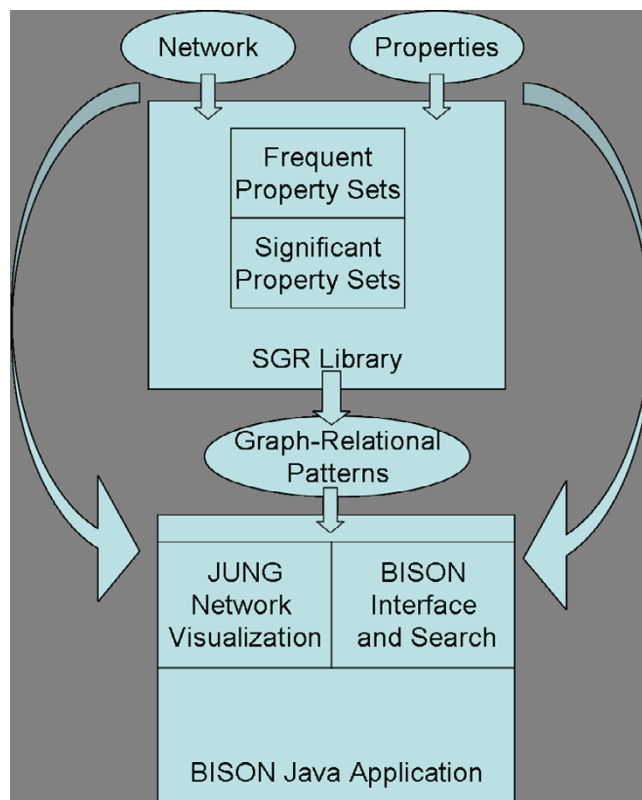 Network
Properties
Frequent
Property Sets
Significant
Property Sets
SGR Library
Graph-Relational
Patterns
JUNG
Network
Visualization
BISON
Interface
and Search
BISON Java Application